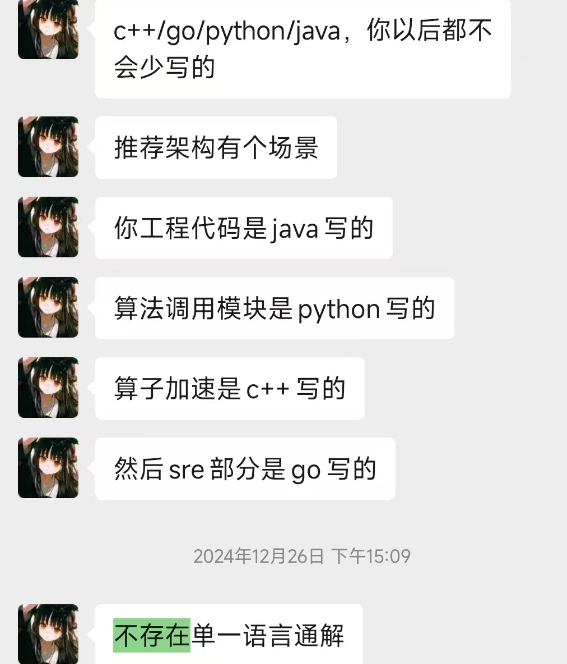 c++/go/python/java，你以后都不
会少写的
推荐架构有个场景
你工程代码是java写的
算法调用模块是python写的
算子加速是c++写的
然后sre部分是go写的
2024年12月26日 下午15:09
不存在单一语言通解